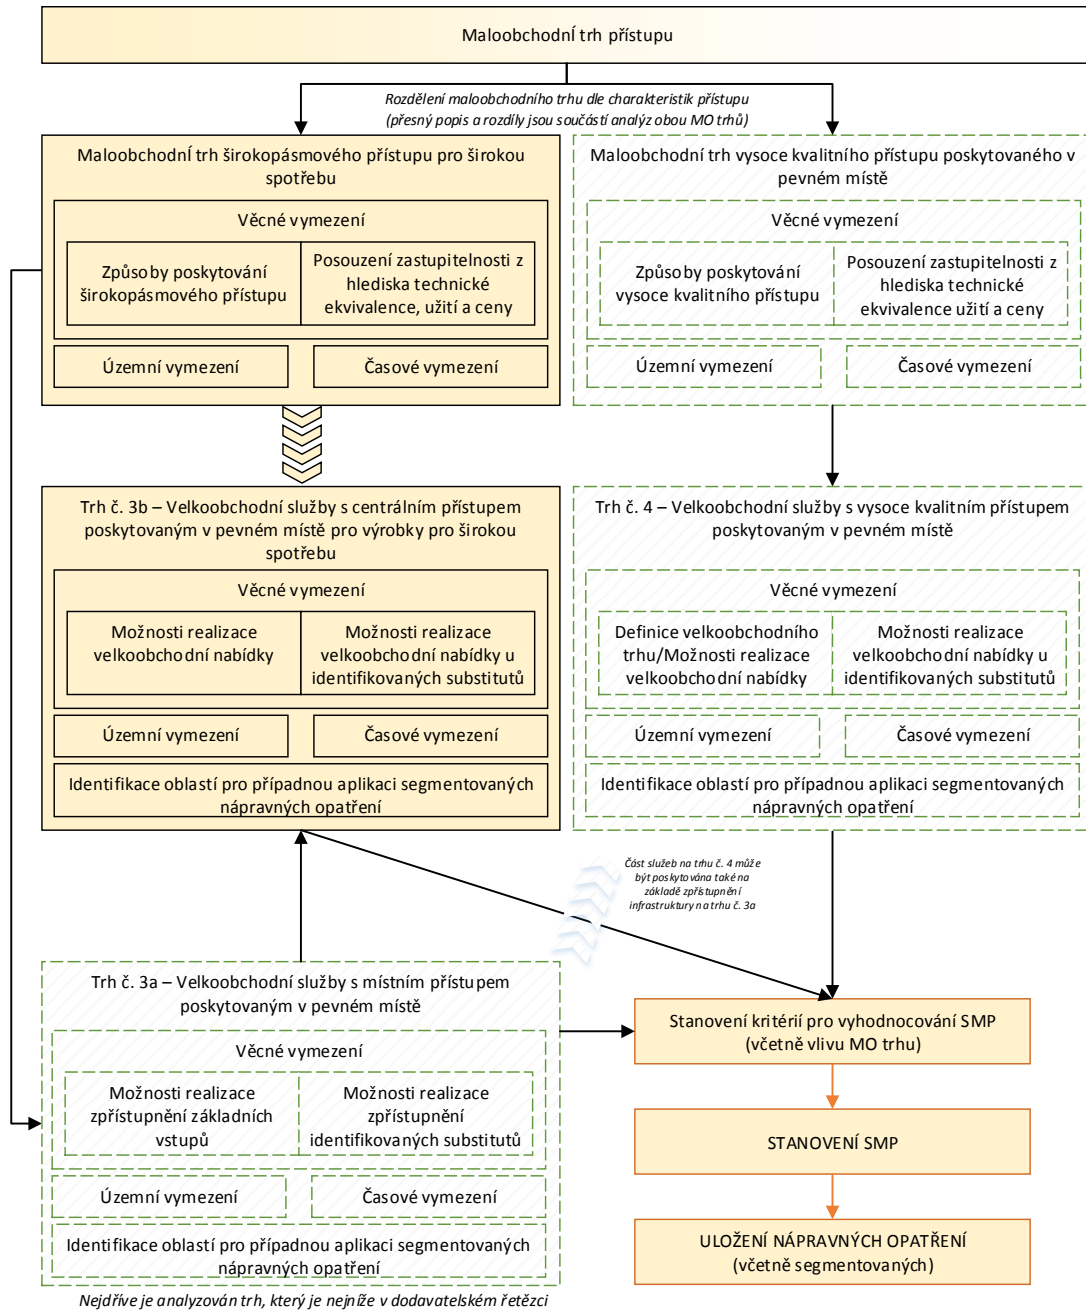 Maloobchodní trh přístupu
Rozdělení maloobchodního trhu dle charakteristik přístupu
(přesný popis a rozdíly jsou součástí analýz obou MO trhů)
Maloobchodní trh širokopásmového přístupu pro širokou
spotřebu
Věcné vymezení
Způsoby poskytování
širokopásmového přístupu
Posouzení zastupitelnosti z
hlediska technické
ekvivalence, užití a ceny
Územní vymezení
Časové vymezení
Maloobchodní trh vysoce kvalitního přístupu poskytovaného v
pevném místě
Věcné vymezení
Způsoby poskytování
vysoce kvalitního přístupu
Posouzení zastupitelnosti z
hlediska technické
ekvivalence užití a ceny
Územní vymezení
Časové vymezení
Trh č. 3b – Velkoobchodní služby s centrálním přístupem
poskytovaným v pevném místě pro výrobky pro širokou
spotřebu
Věcné vymezení
Možnosti realizace
velkoobchodní nabídky
Možnosti realizace
velkoobchodní nabídky u
identifikovaných substitutů
Územní vymezení
Časové vymezení
Identifikace oblastí pro případnou aplikaci segmentovaných
nápravných opatření
Trh č. 4 – Velkoobchodní služby s vysoce kvalitním přístupem
poskytovaným v pevném místě
Věcné vymezení
Definice velkoobchodního
trhu/Možnosti realizace
velkoobchodní nabídky
Možnosti realizace
velkoobchodní nabídky u
identifikovaných substitutů
Územní vymezení
Časové vymezení
Identifikace oblastí pro případnou aplikaci segmentovaných
nápravných opatření
Část služeb na trhu č. 4 může
být poskytována také na
základě zpřístupnění
infrastruktury na trhu č. 3a
Trh č. 3a – Velkoobchodní služby s místním přístupem
poskytovaným v pevném místě
Věcné vymezení
Možnosti realizace
zpřístupnění základních
vstupů
Možnosti realizace
zpřístupnění
identifikovaných substitutů
Územní vymezení
Časové vymezení
Identifikace oblastí pro případnou aplikaci segmentovaných
nápravných opatření
Nejdříve je analyzován trh, který je nejníže v dodavatelském řetězci
Stanovení kritérií pro vyhodnocování SMP
(včetně vlivu MO trhu)
STANOVENÍ SMP
ULOŽENÍ NÁPRAVNÝCH OPATŘENÍ
(včetně segmentovaných)